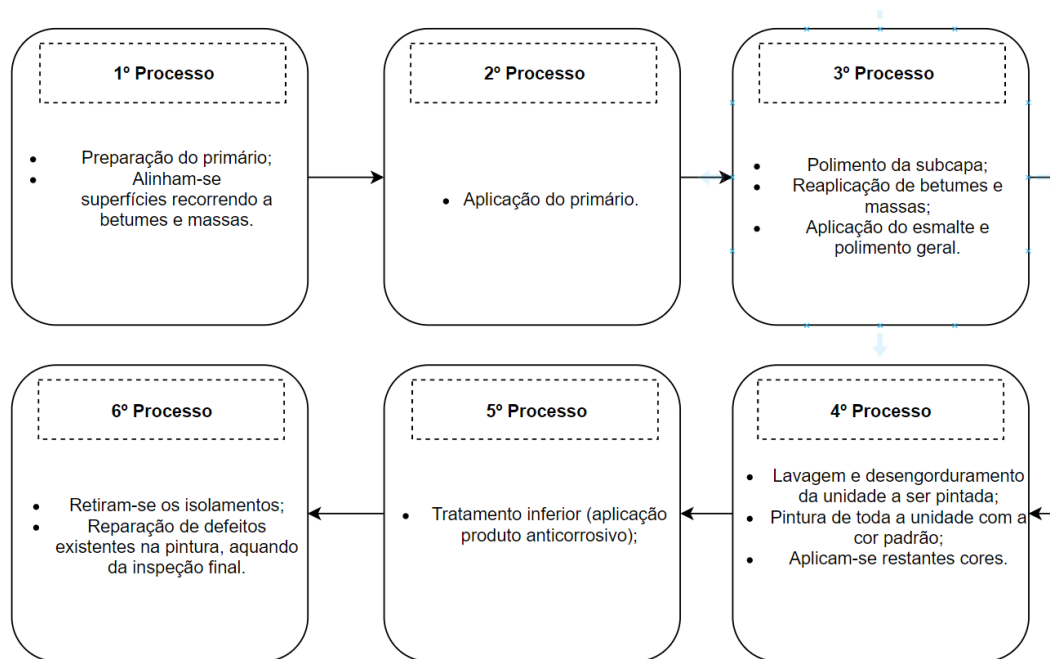 1º Processo
• Preparação do primário;
• Alinham-se
superfícies recorrendo a
betumes e massas.
2º Processo
• Aplicação do primário.
3º Processo
• Polimento da subcapa;
• Reaplicação de betumes e
massas;
• Aplicação do esmalte e
polimento geral.
4º Processo
• Lavagem e desengorduramento
da unidade a ser pintada;
• Pintura de toda a unidade com a
cor padrão;
• Aplicam-se restantes cores.
5º Processo
• Tratamento inferior (aplicação
produto anticorrosivo);
6º Processo
• Retiram-se os isolamentos;
• Reparação de defeitos
existentes na pintura, aquando
da inspeção final.